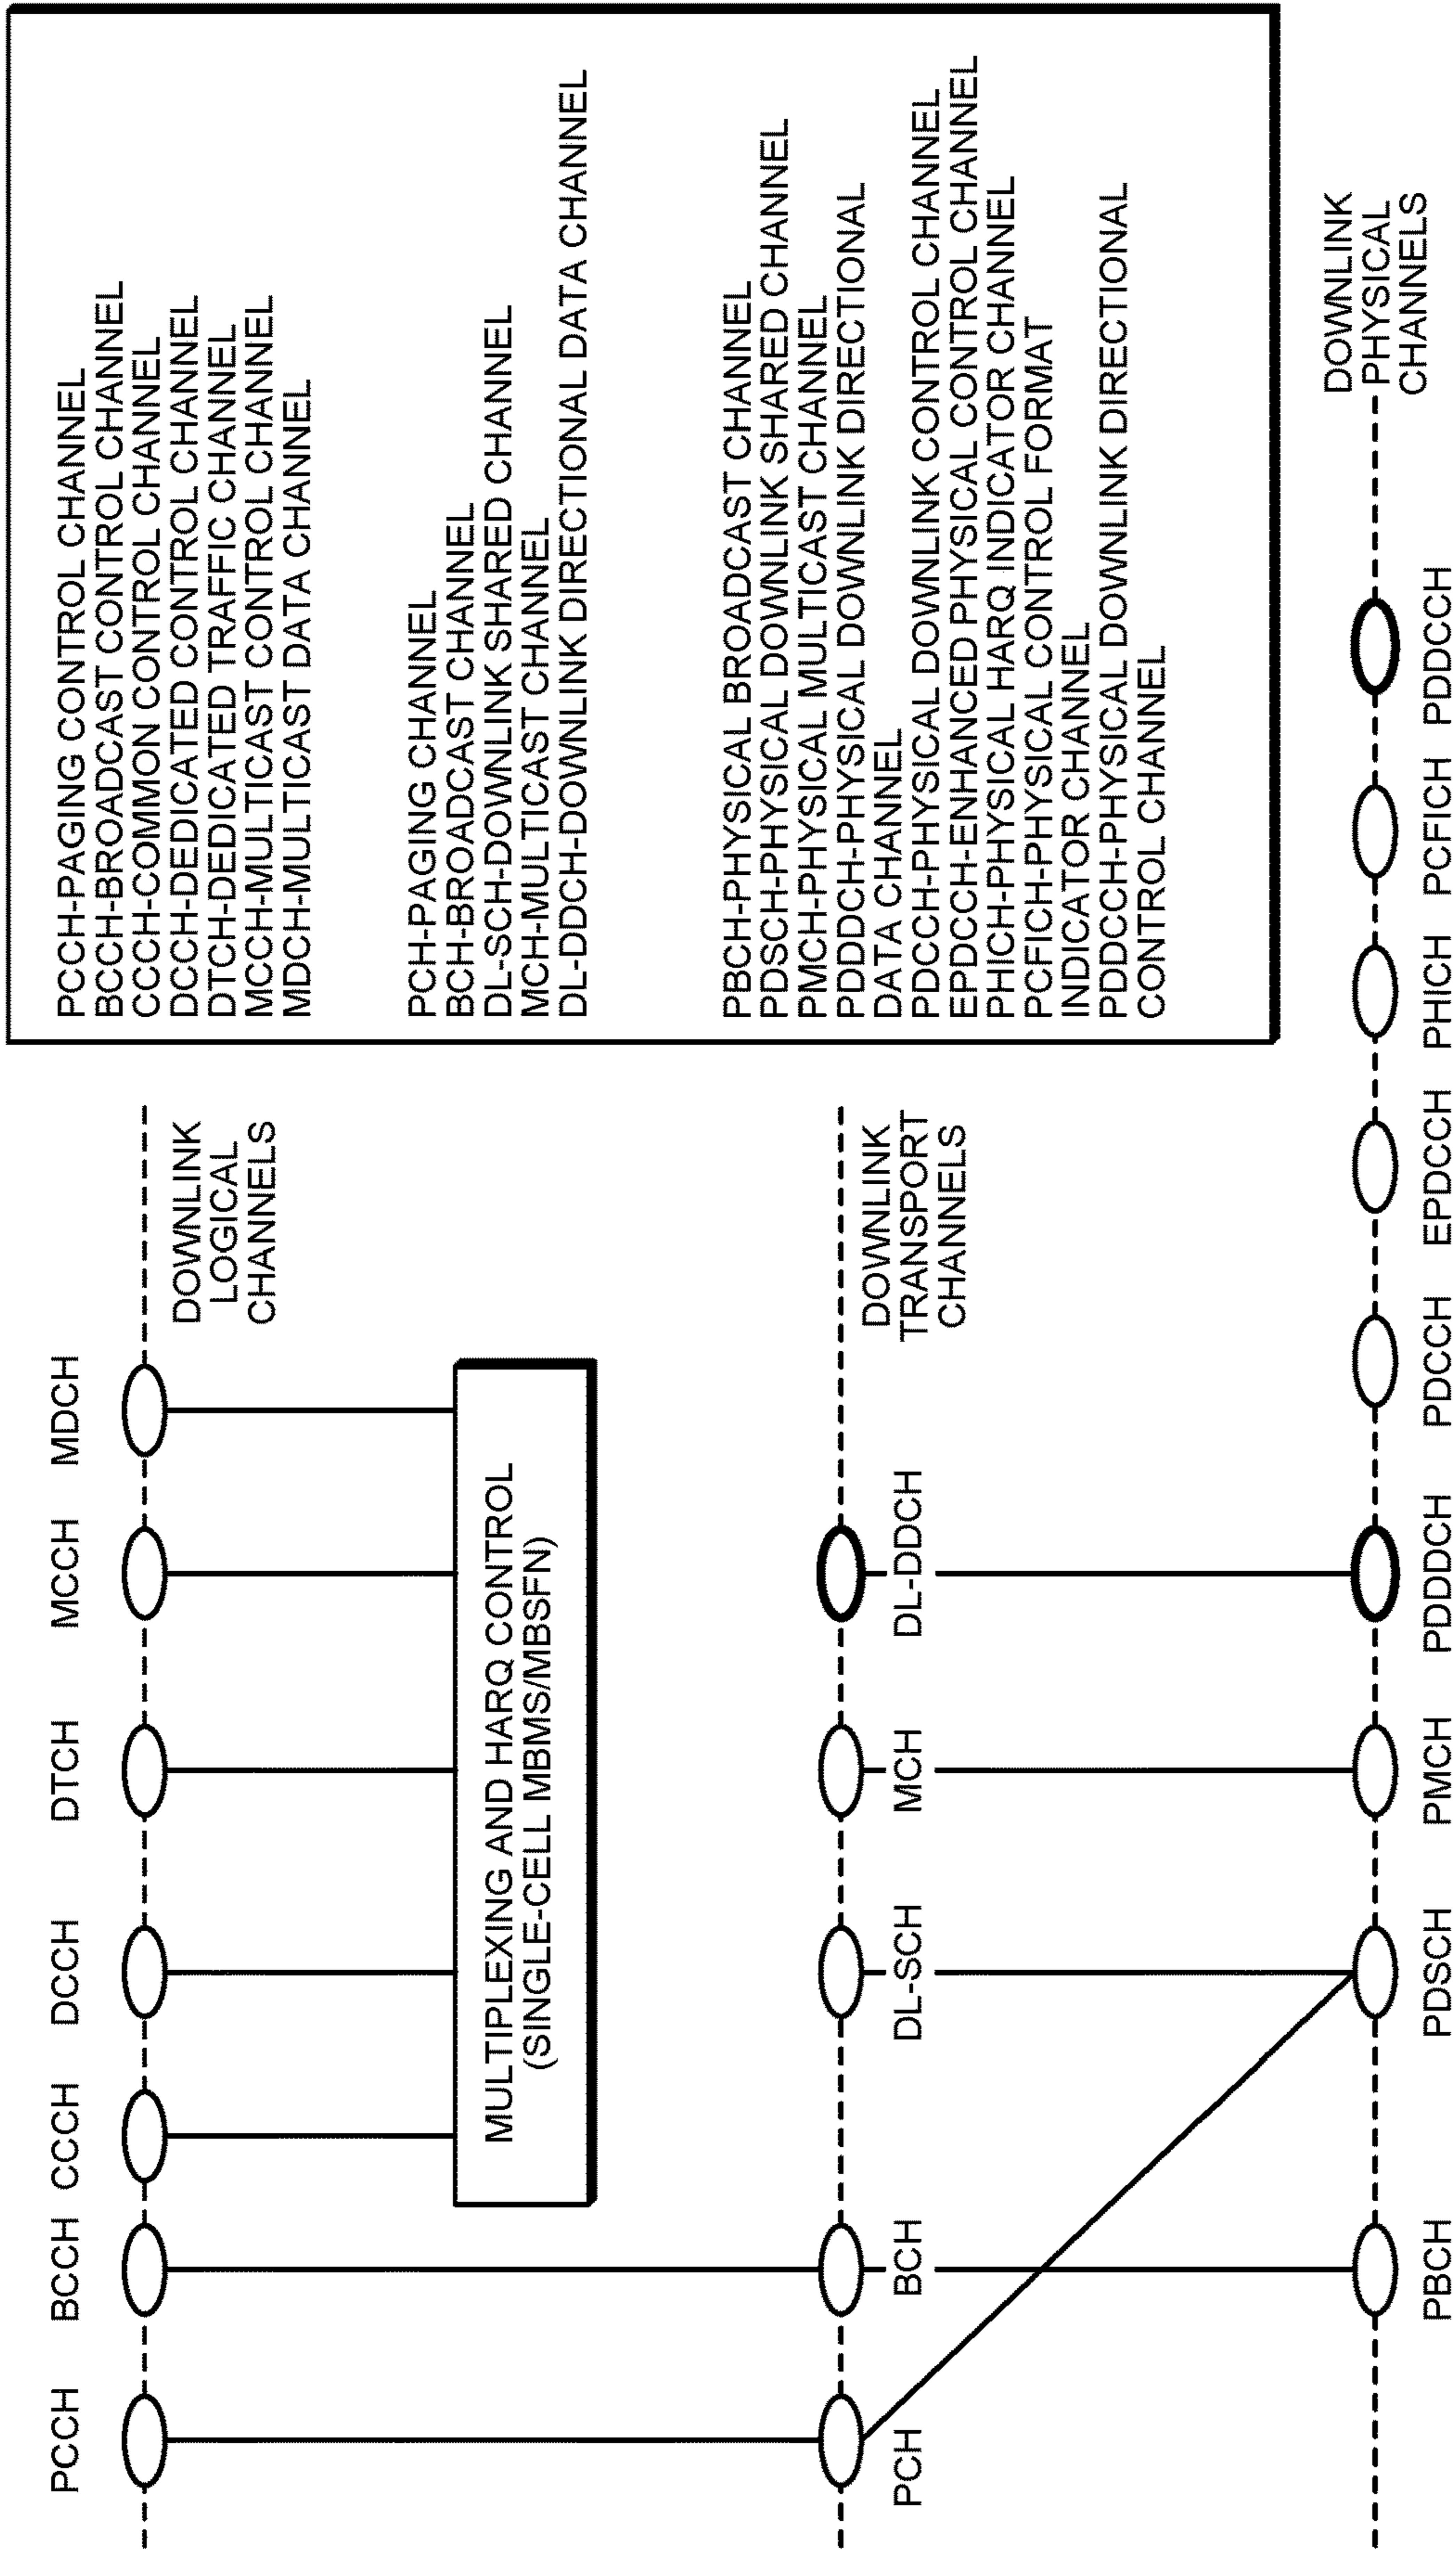 PCCH
BCCH
CCCH
DCCH
DTCH
MCCH
MDCH
DOWNLINK
LOGICAL
CHANNELS
MULTIPLEXING AND HARQ CONTROL
(SINGLE-CELL MBMS/MBSFN)
PCH
BCH
DL-SCH
MCH
DL-DDCH
DOWNLINK
TRANSPORT
CHANNELS
PBCH
PDSCH
PMCH
PDDDCH
PDCCH
EPDCCH
PHICH
PCFICH
PDDCCH
DOWNLINK
PHYSICAL
CHANNELS
PCCH-PAGING CONTROL CHANNEL
BCCH-BROADCAST CONTROL CHANNEL
CCCH-COMMON CONTROL CHANNEL
DCCH-DEDICATED CONTROL CHANNEL
DTCH-DEDICATED TRAFFIC CHANNEL
MCCH-MULTICAST CONTROL CHANNEL
MDCH-MULTICAST DATA CHANNEL
PCH-PAGING CHANNEL
BCH-BROADCAST CHANNEL
DL-SCH-DOWNLINK SHARED CHANNEL
MCH-MULTICAST CHANNEL
DL-DDCH-DOWNLINK DIRECTIONAL DATA CHANNEL
PBCH-PHYSICAL BROADCAST CHANNEL
PDSCH-PHYSICAL DOWNLINK SHARED CHANNEL
PMCH-PHYSICAL MULTICAST CHANNEL
PDDDCH-PHYSICAL DOWNLINK DIRECTIONAL
DATA CHANNEL
PDCCH-PHYSICAL DOWNLINK CONTROL CHANNEL
EPDCCH-ENHANCED PHYSICAL CONTROL CHANNEL
PHICH-PHYSICAL HARQ INDICATOR CHANNEL
PCFICH-PHYSICAL CONTROL FORMAT
INDICATOR CHANNEL
PDDCCH-PHYSICAL DOWNLINK DIRECTIONAL
CONTROL CHANNEL